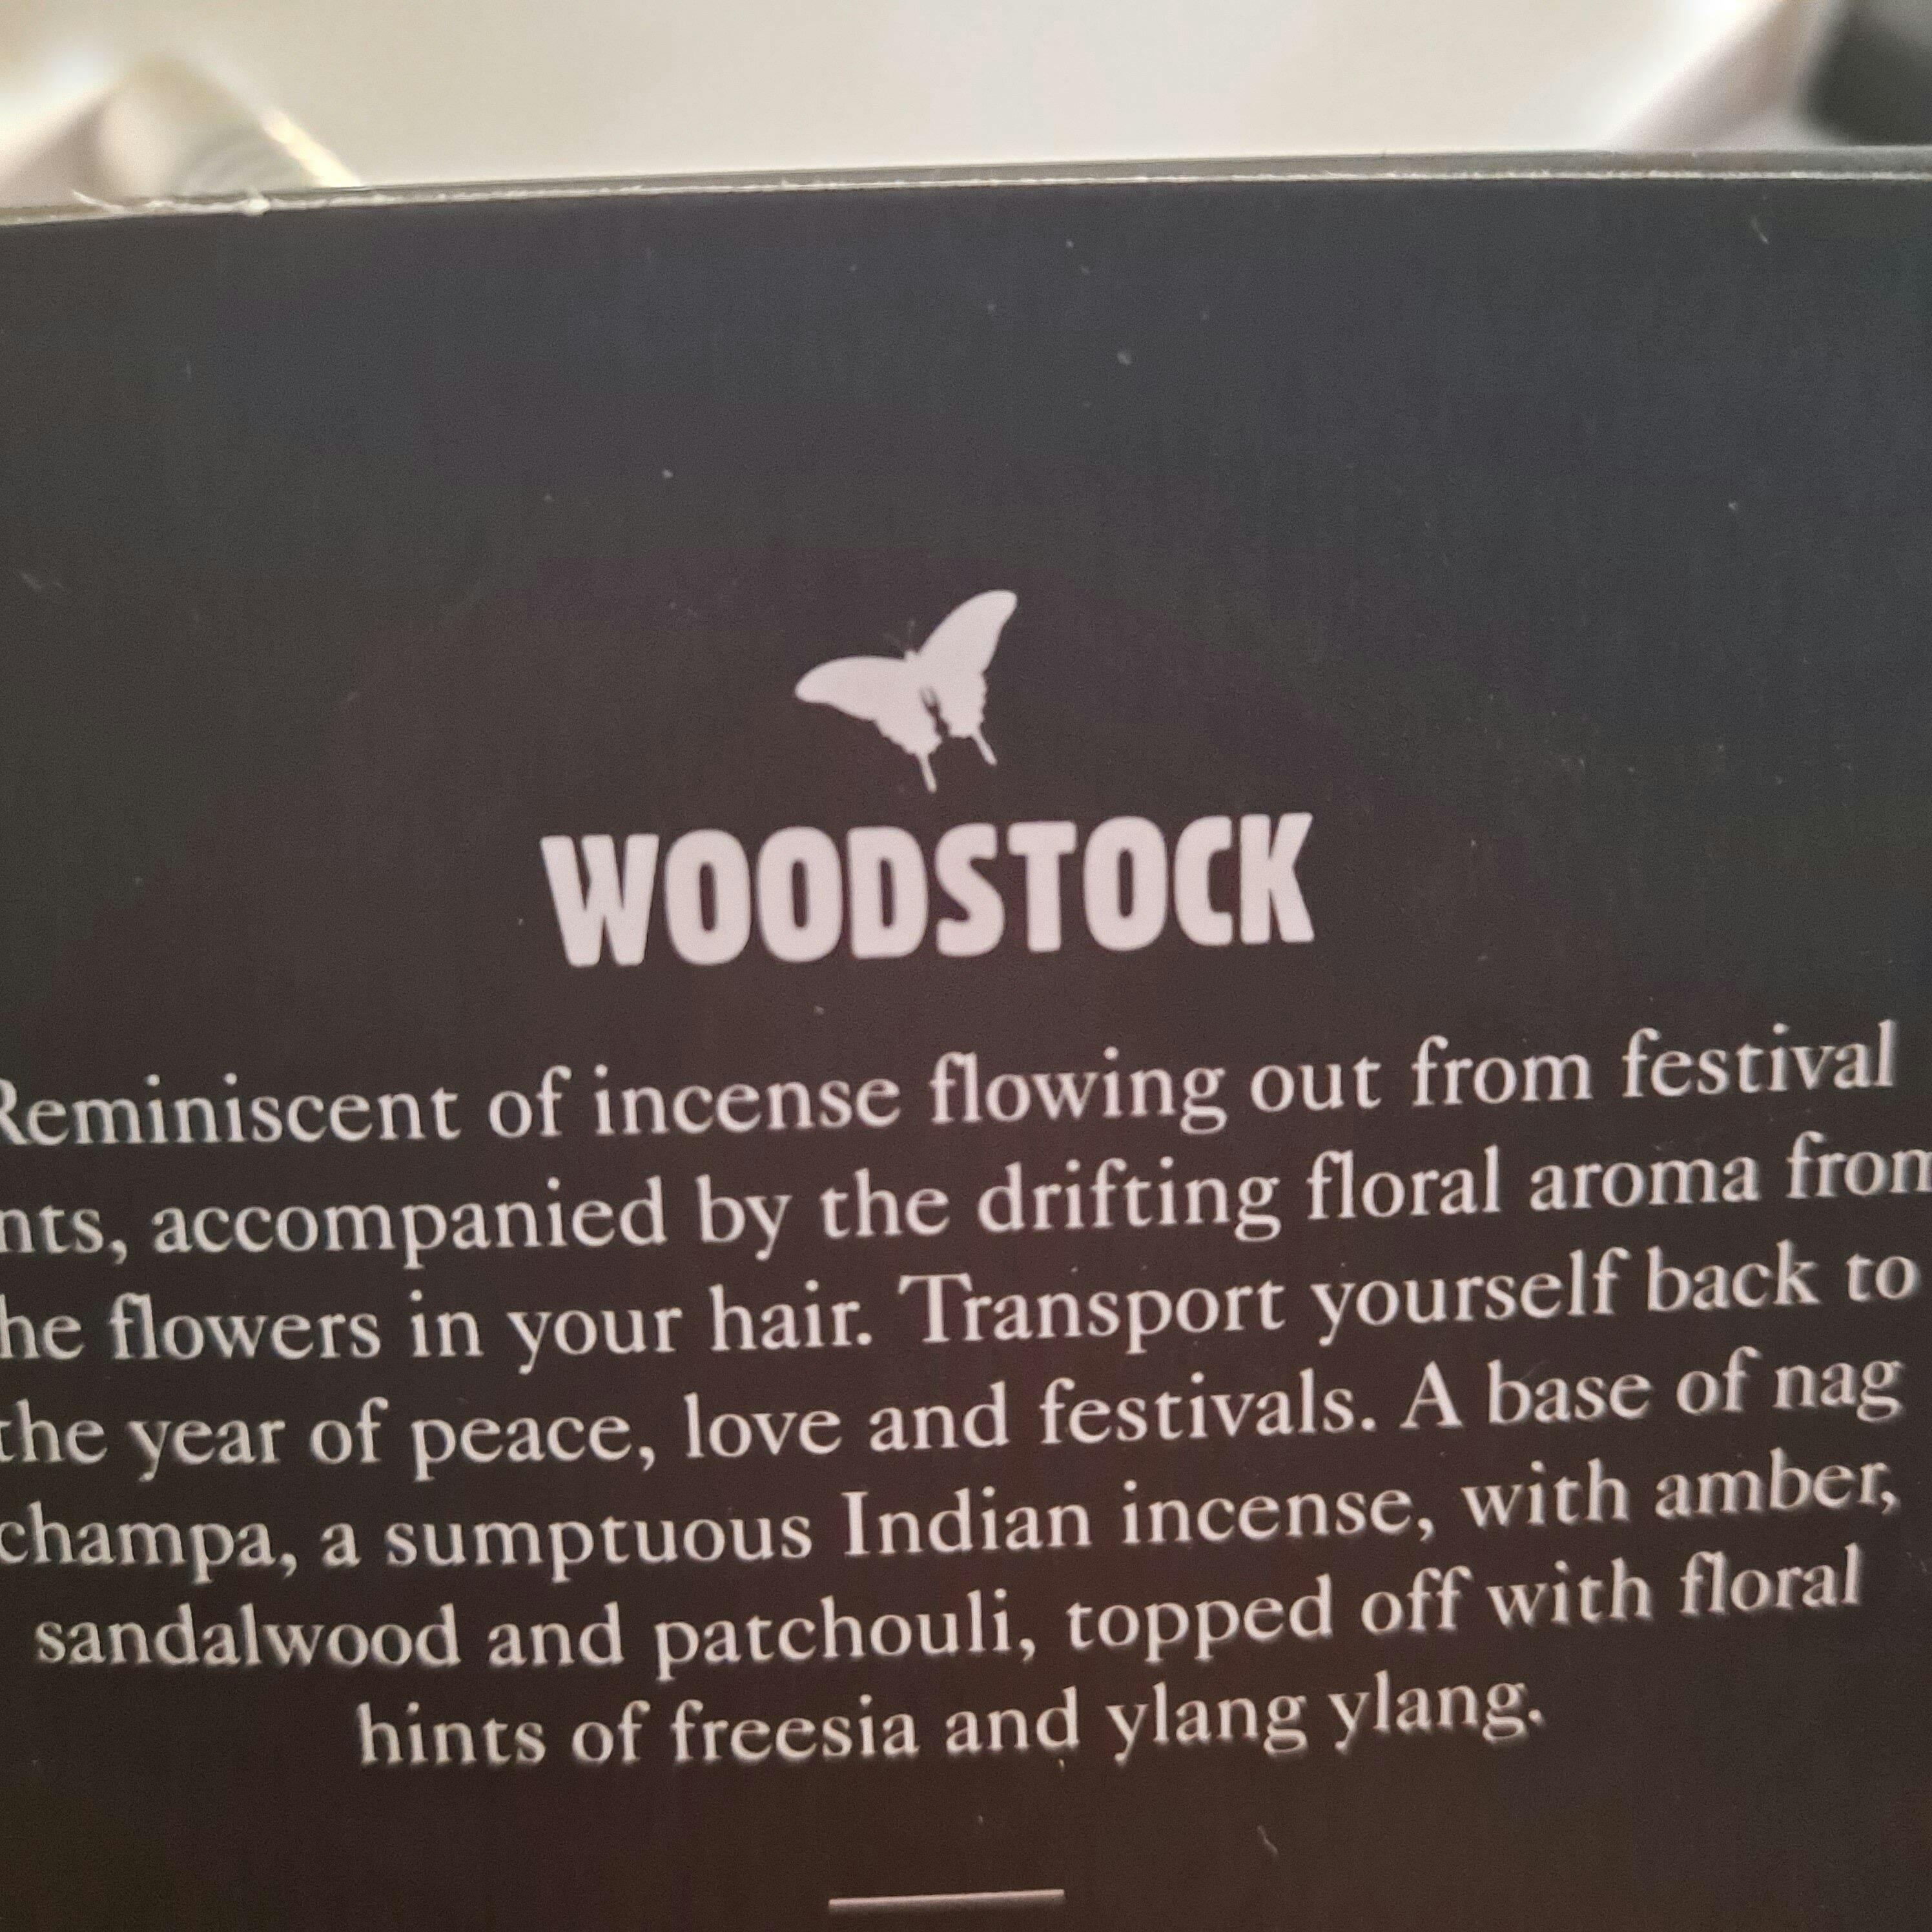 WOODSTOCK
Reminiscent of incense flowing out from festival
nts, accompanied by the drifting floral aroma from
he flowers in your hair. Transport yourself back to
the year of peace, love and festivals. A base of nag
champa, a sumptuous Indian incense, with amber,
sandalwood and patchouli, topped off with floral
hints of freesia and ylang ylang.